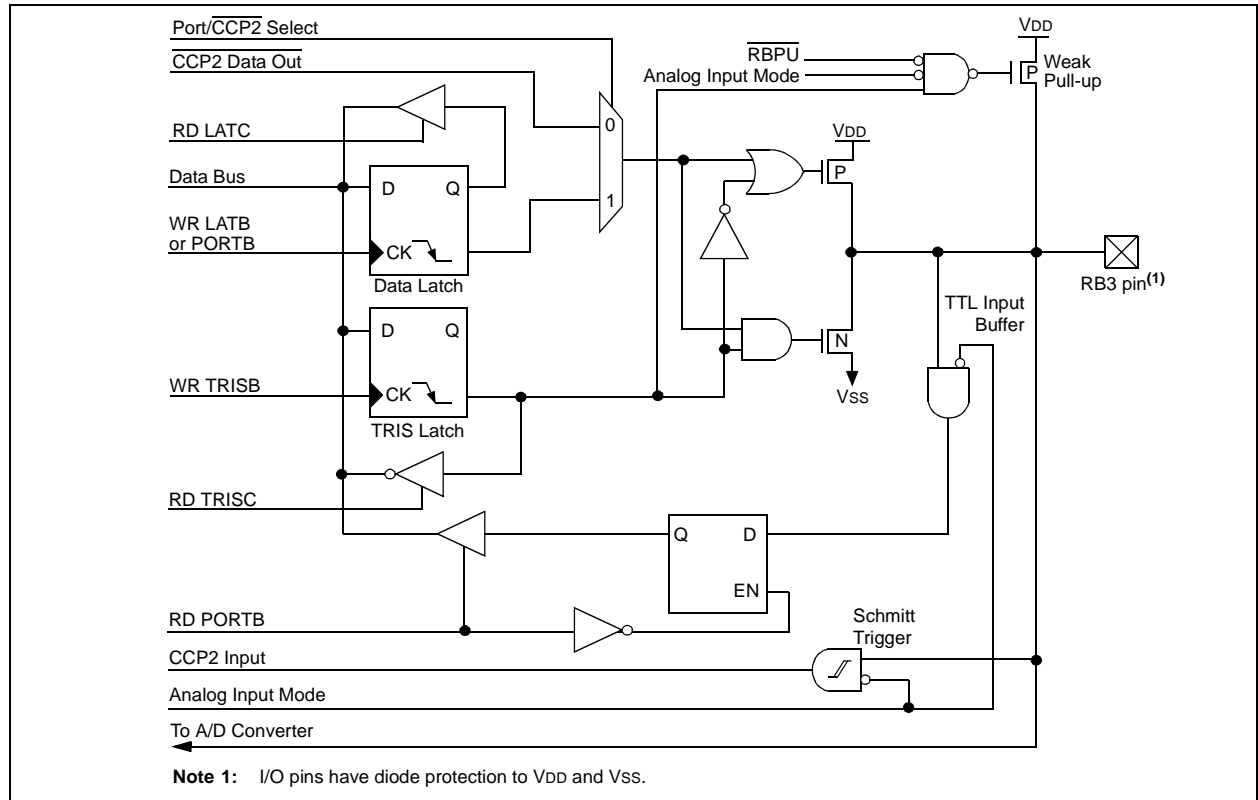 Port/CCP2 Select
CCP2 Data Out
RBPU
Analog Input Mode
VDD
P
Weak
Pull-up
RD LATC
Data Bus
0
1
VDD
P
D
Q
WR LATB
or PORTB
CK
Data Latch
RB3 pin(1)
TTL Input
Buffer
D
Q
N
WR TRISB
CK
VSS
TRIS Latch
RD TRISC
Q
D
EN
RD PORTB
Schmitt
Trigger
CCP2 Input
Analog Input Mode
To A/D Converter
Note 1: I/O pins have diode protection to VDD and VSS.